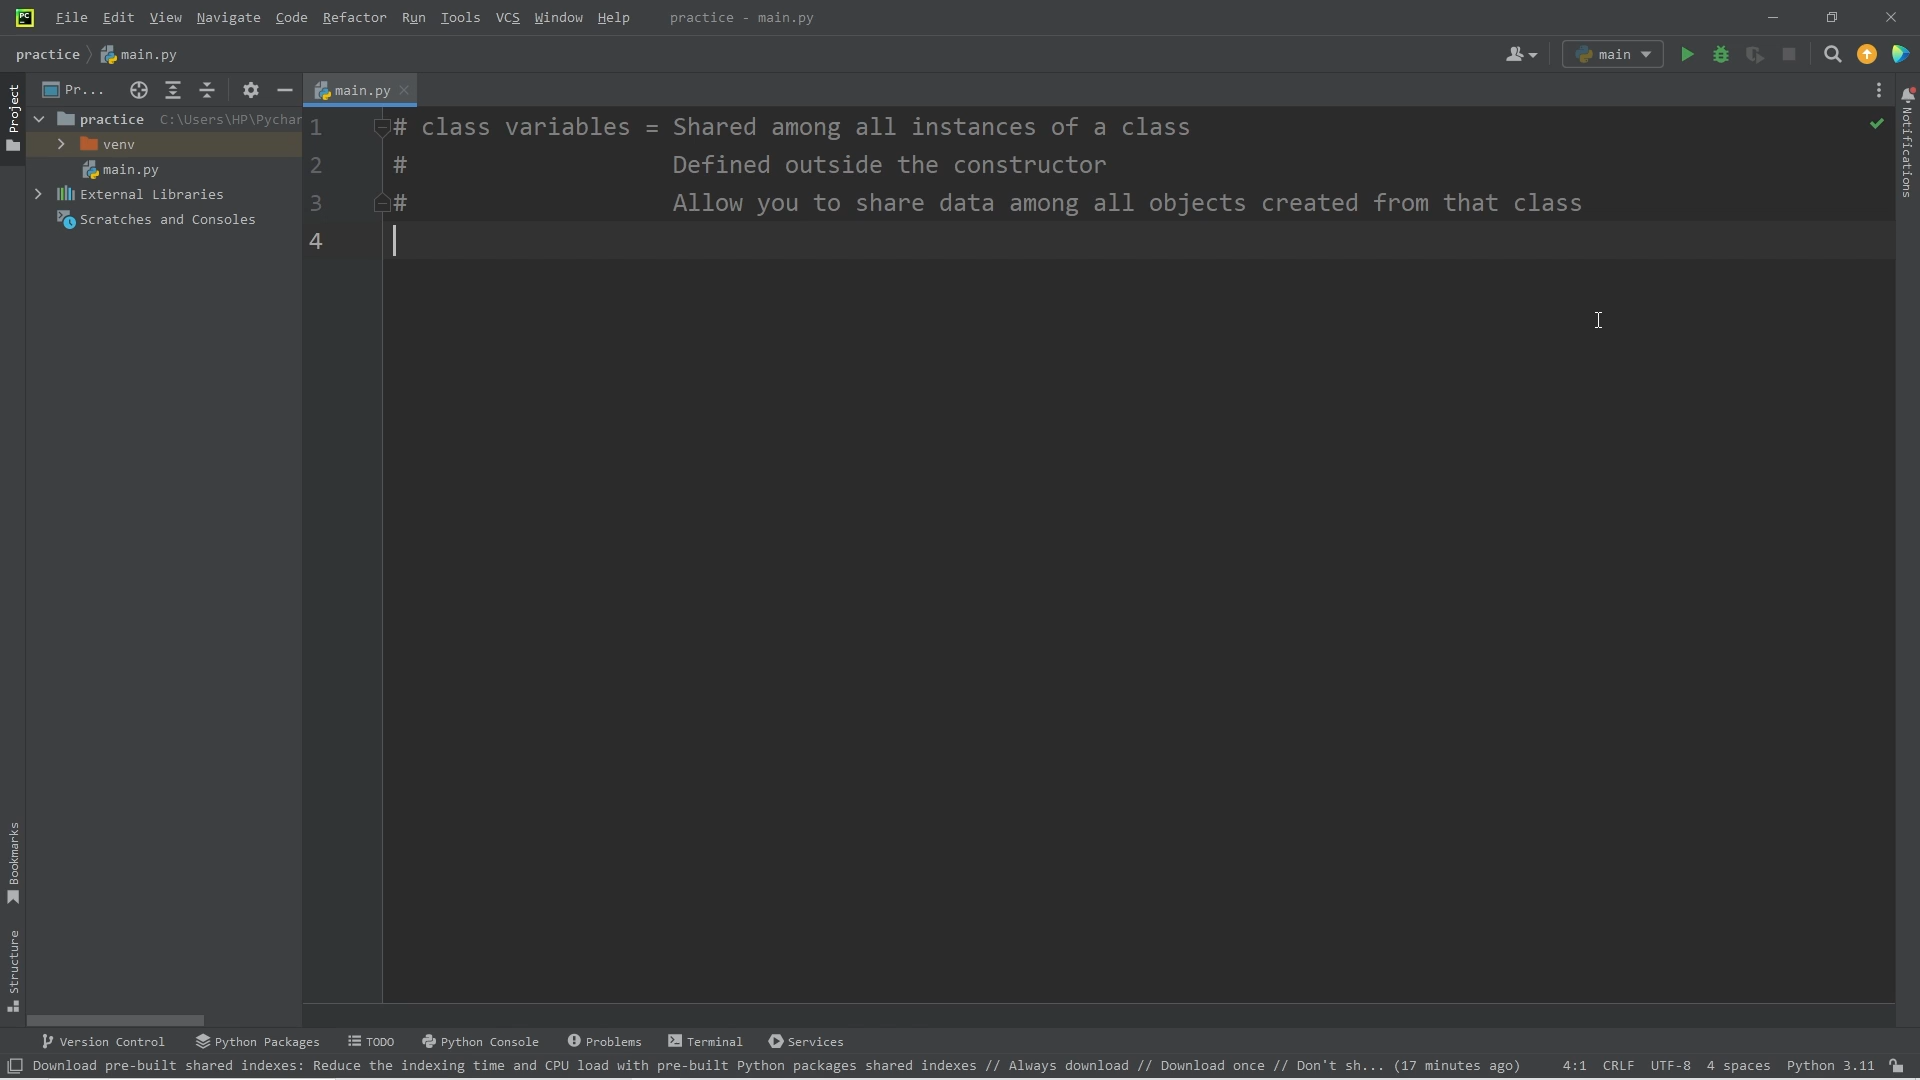 PC File Edit View Navigate Code Refactor Run Tools VCS Window Help practice - main.py
practice main.py main
Project Pr... main.py
practice C:\Users\HP\Pychar
venv
main.py
External Libraries
Scratches and Consoles
1 # class variables = Shared among all instances of a class
2 # Defined outside the constructor
3 # Allow you to share data among all objects created from that class
4
Notifications
Bookmarks
Structure
Version Control Python Packages TODO Python Console Problems Terminal Services
Download pre-built shared indexes: Reduce the indexing time and CPU load with pre-built Python packages shared indexes // Always download // Download once // Don't sh... (17 minutes ago) 4:1 CRLF UTF-8 4 spaces Python 3.11